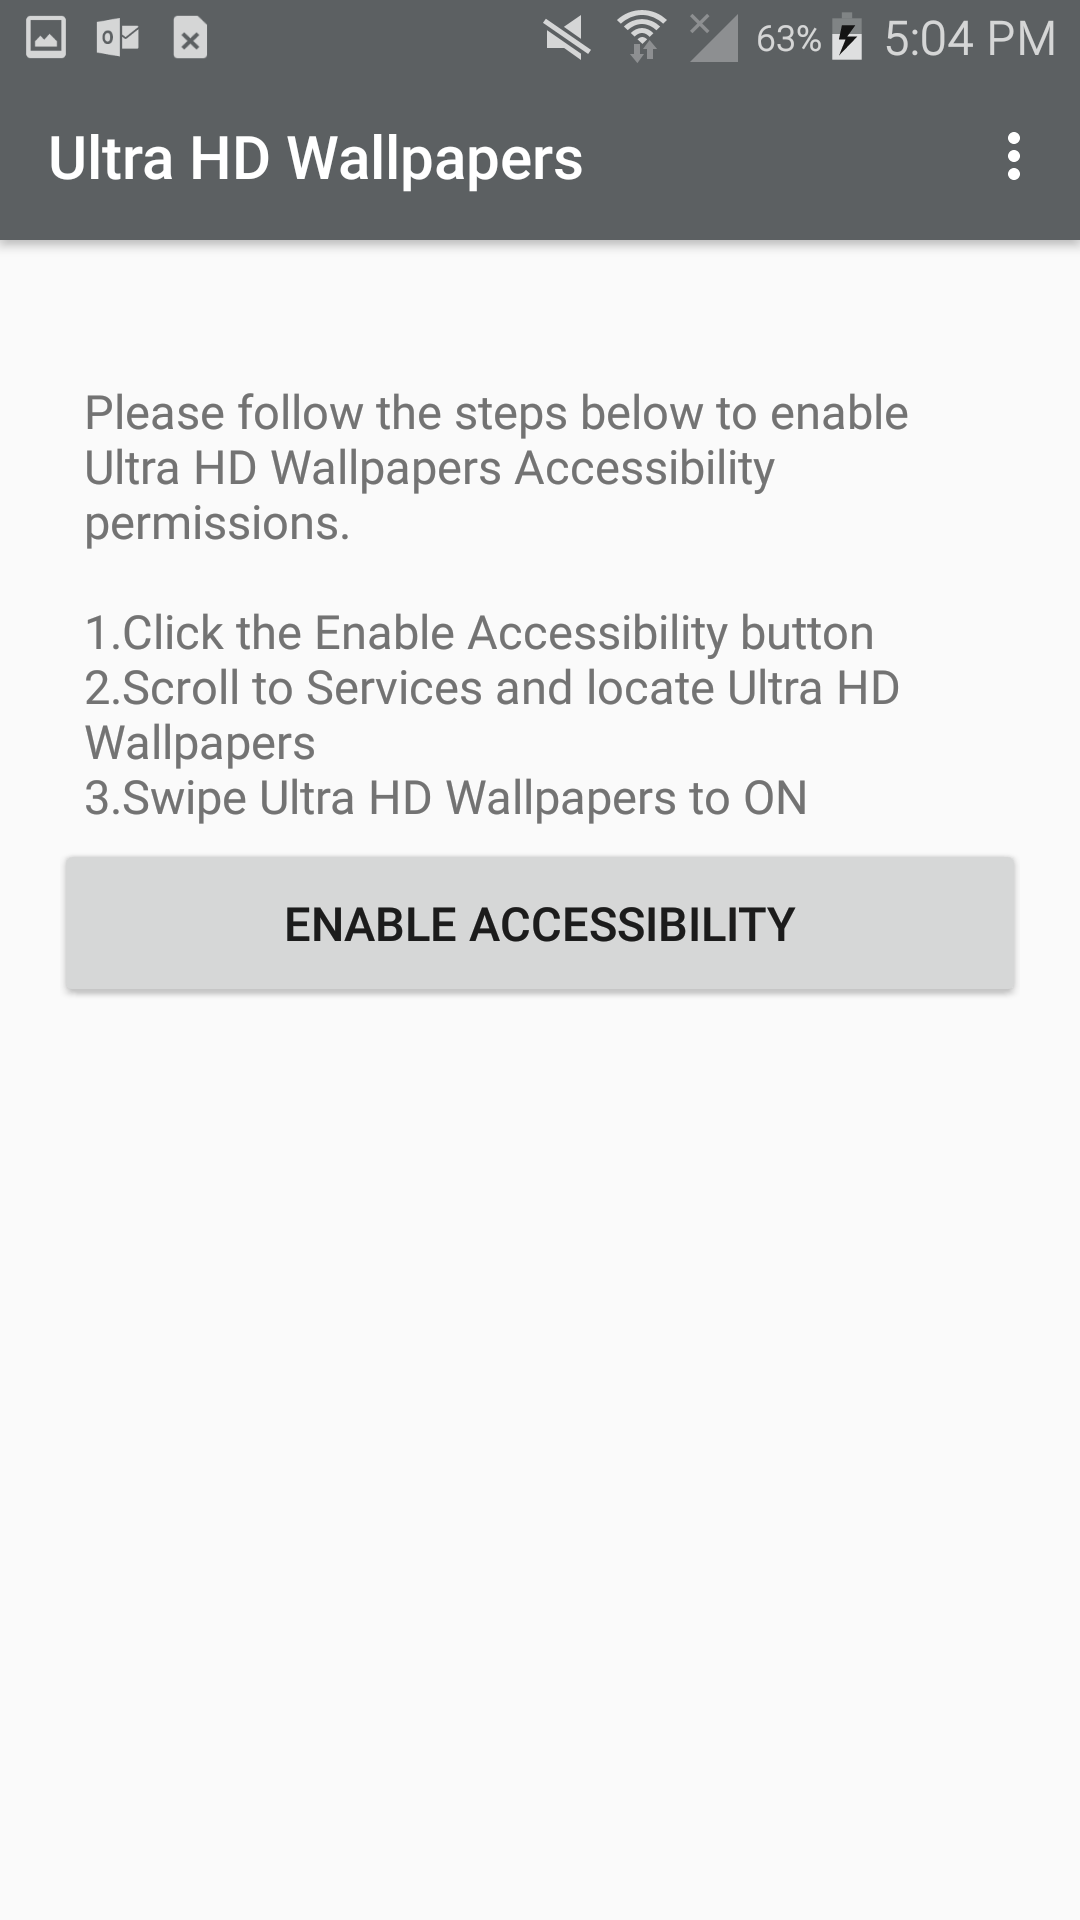 63% 5:04 PM
Ultra HD Wallpapers
Please follow the steps below to enable
Ultra HD Wallpapers Accessibility
permissions.
1.Click the Enable Accessibility button
2.Scroll to Services and locate Ultra HD
Wallpapers
3.Swipe Ultra HD Wallpapers to ON
ENABLE ACCESSIBILITY